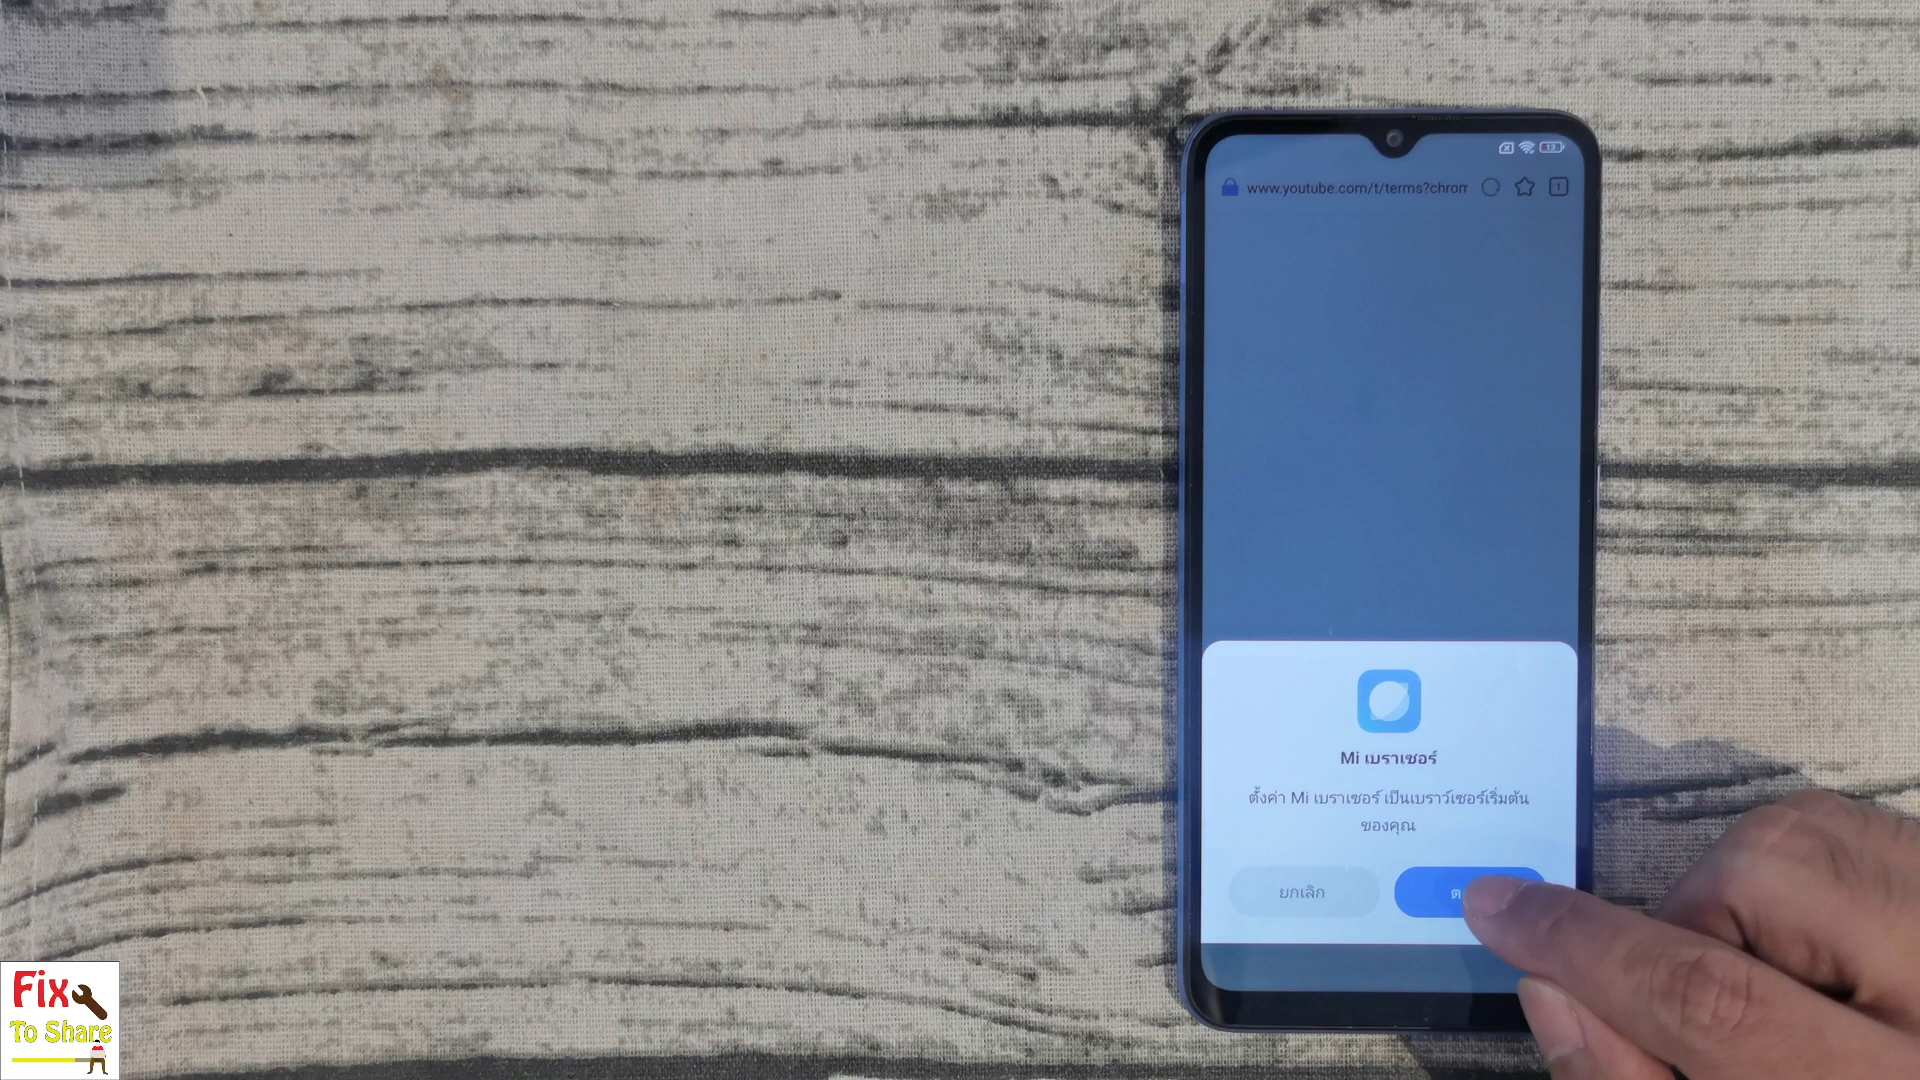 13
www.youtube.com/t/terms?chrom
1
Mi เบราเซอร์
ตั้งค่า Mi เบราเซอร์ เป็นเบราว์เซอร์เริ่มต้น
ของคุณ
ยกเลิก
Fix
To Share